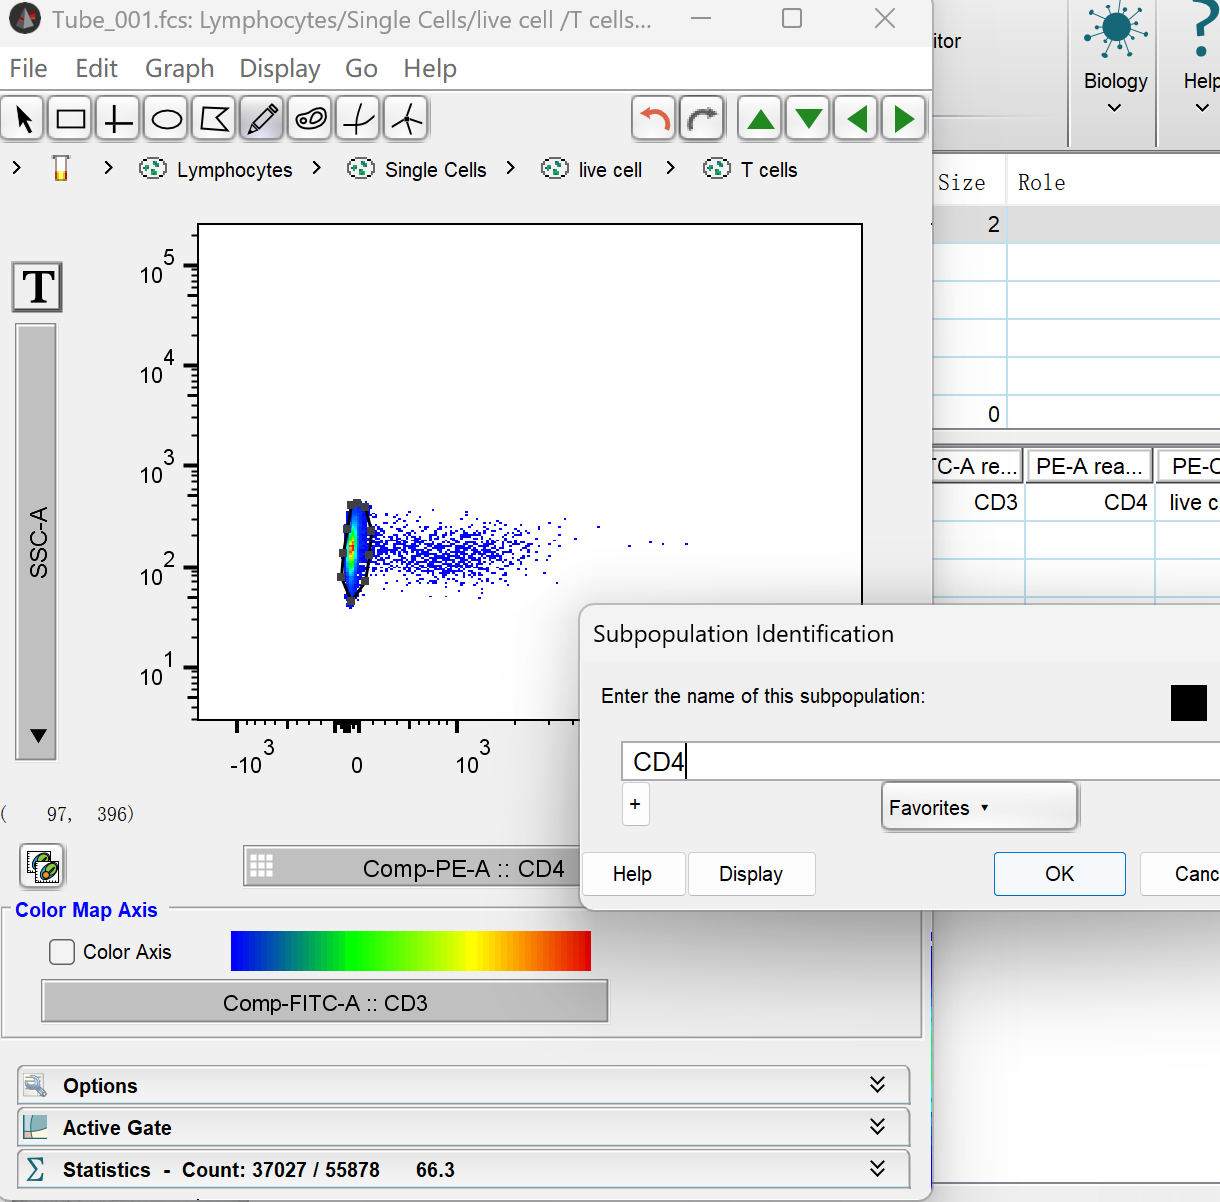 Tube_001.fcs: Lymphocytes/Single Cells/live cell /T cells...
File Edit Graph Display Go Help
Lymphocytes > Single Cells > live cell > T cells
T
SSC-A
10^5
10^4
10^3
10^2
10^1
-10^3 0 10^3
( 97, 396)
Comp-PE-A :: CD4
Color Map Axis
Color Axis
Comp-FITC-A :: CD3
Options
Active Gate
Statistics - Count: 37027 / 55878 66.3
itor
Biology
Help
Size Role
2
0
TC-A re... PE-A rea... PE-C
CD3 CD4 live c
Subpopulation Identification
Enter the name of this subpopulation:
CD4
+
Favorites
Help Display OK Canc